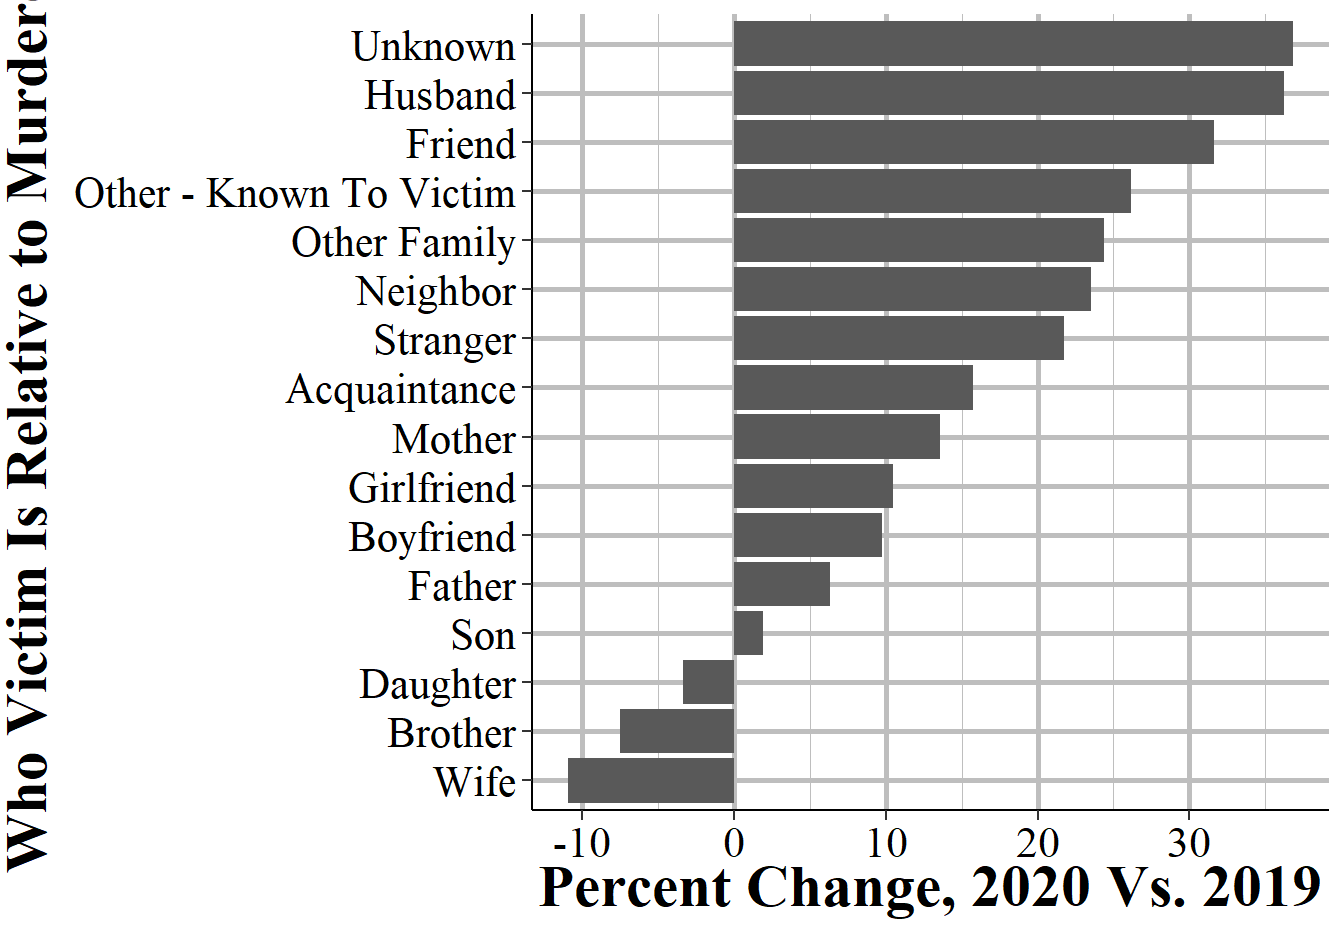 Who Victim Is Relative to Murder
Unknown
Husband
Friend
Other - Known To Victim
Other Family
Neighbor
Stranger
Acquaintance
Mother
Girlfriend
Boyfriend
Father
Son
Daughter
Brother
Wife
-10 0 10 20 30
Percent Change, 2020 Vs. 2019